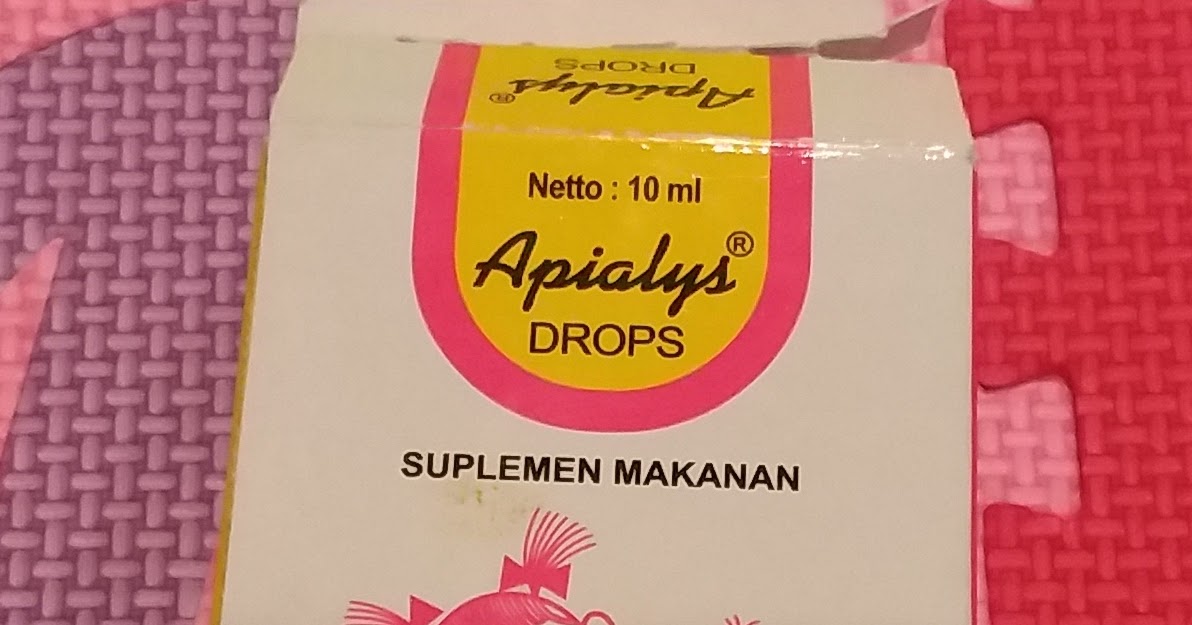 Apialys®
DROPS
Netto : 10 ml
Apialys®
DROPS
SUPLEMEN MAKANAN